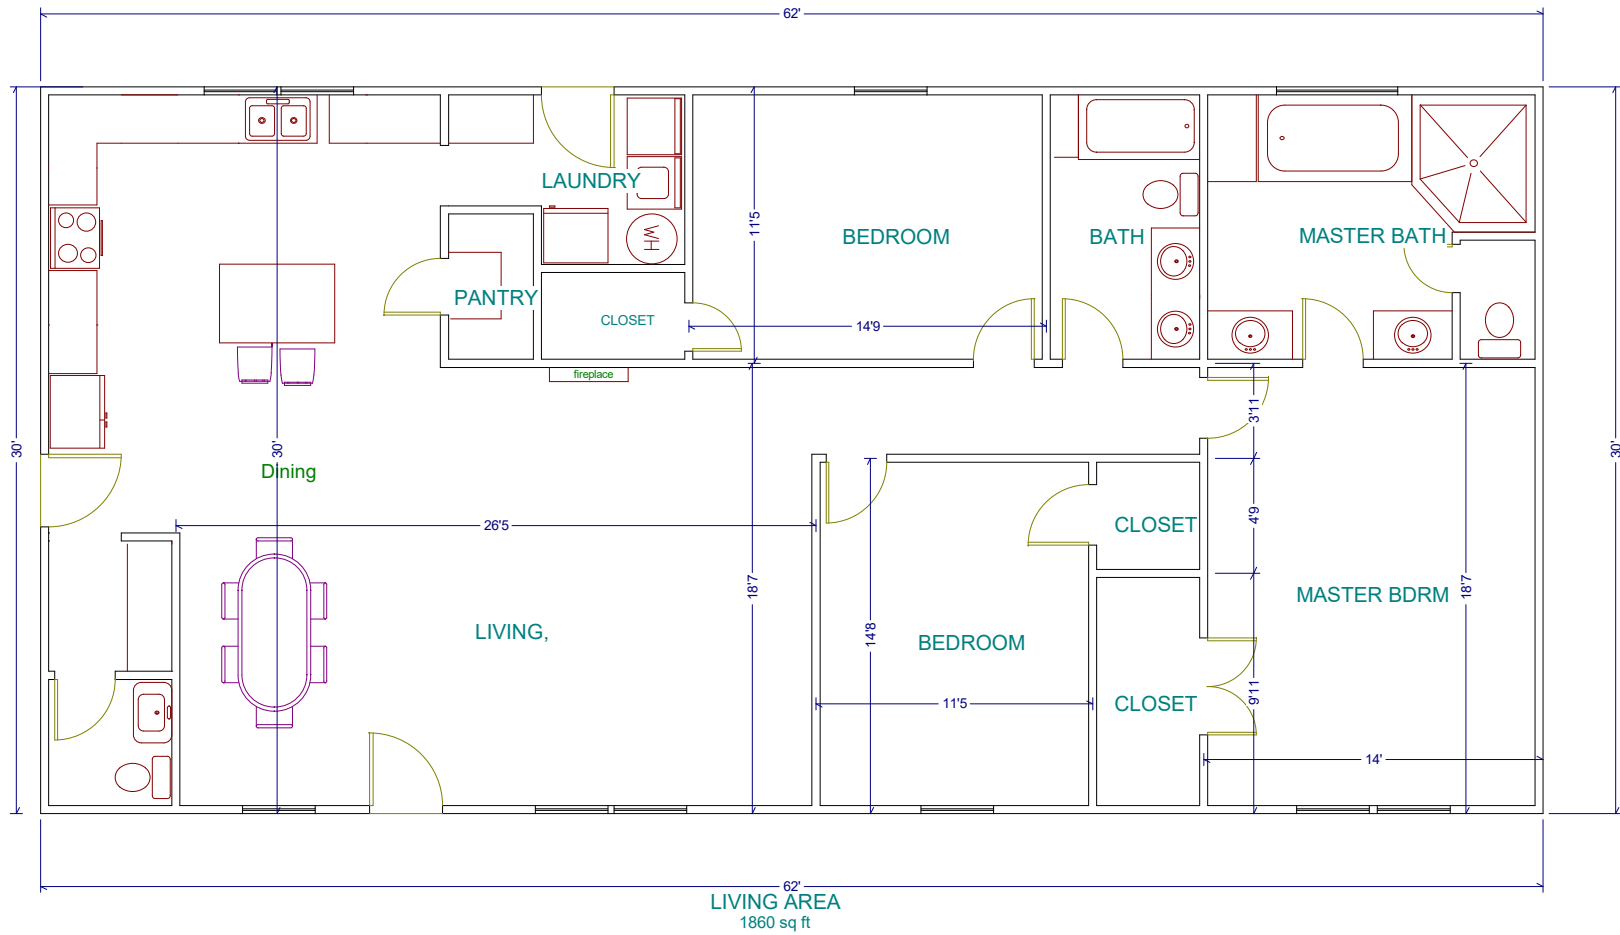 62'
LAUNDRY
WH
11'5
BEDROOM
BATH
MASTER BATH
PANTRY
CLOSET
14'9
fireplace
3'11
30'
30'
30'
Dining
26'5
CLOSET
4'9
18'7
18'7
MASTER BDRM
LIVING,
14'8
BEDROOM
11'5
CLOSET
9'11
14'
62'
LIVING AREA
1860 sq ft